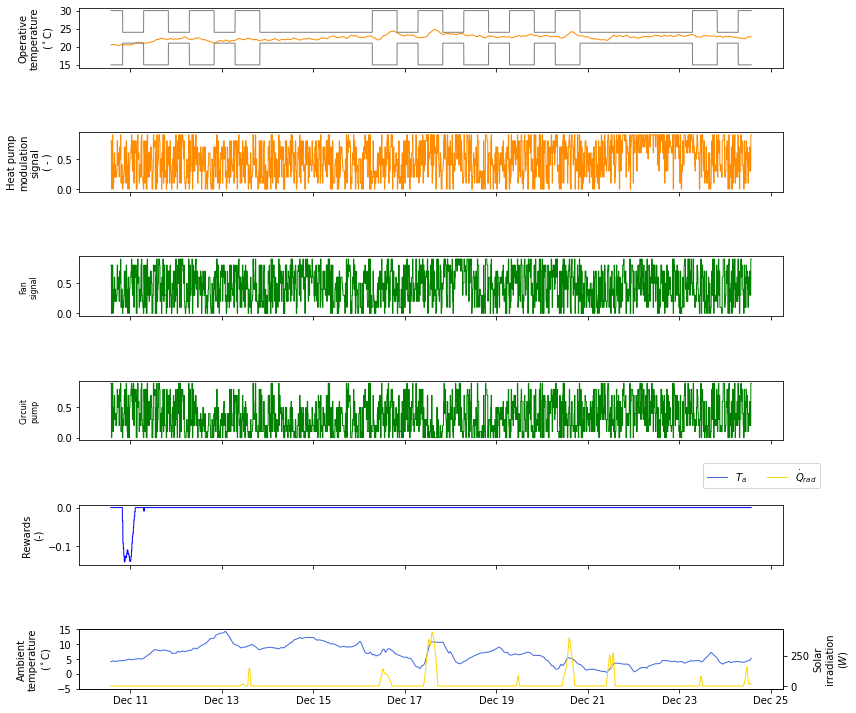 Operative
temperature
(°C)
30
25
20
15
Heat pump
modulation
signal
( - )
0.5
0.0
Fan
signal
0.5
0.0
Circuit
pump
0.5
0.0
T_a
Q̇_rad
Rewards
(-)
0.0
−0.1
Ambient
temperature
(°C)
15
10
5
0
−5
250
0
Solar
irradiation
(W)
Dec 11 Dec 13 Dec 15 Dec 17 Dec 19 Dec 21 Dec 23 Dec 25